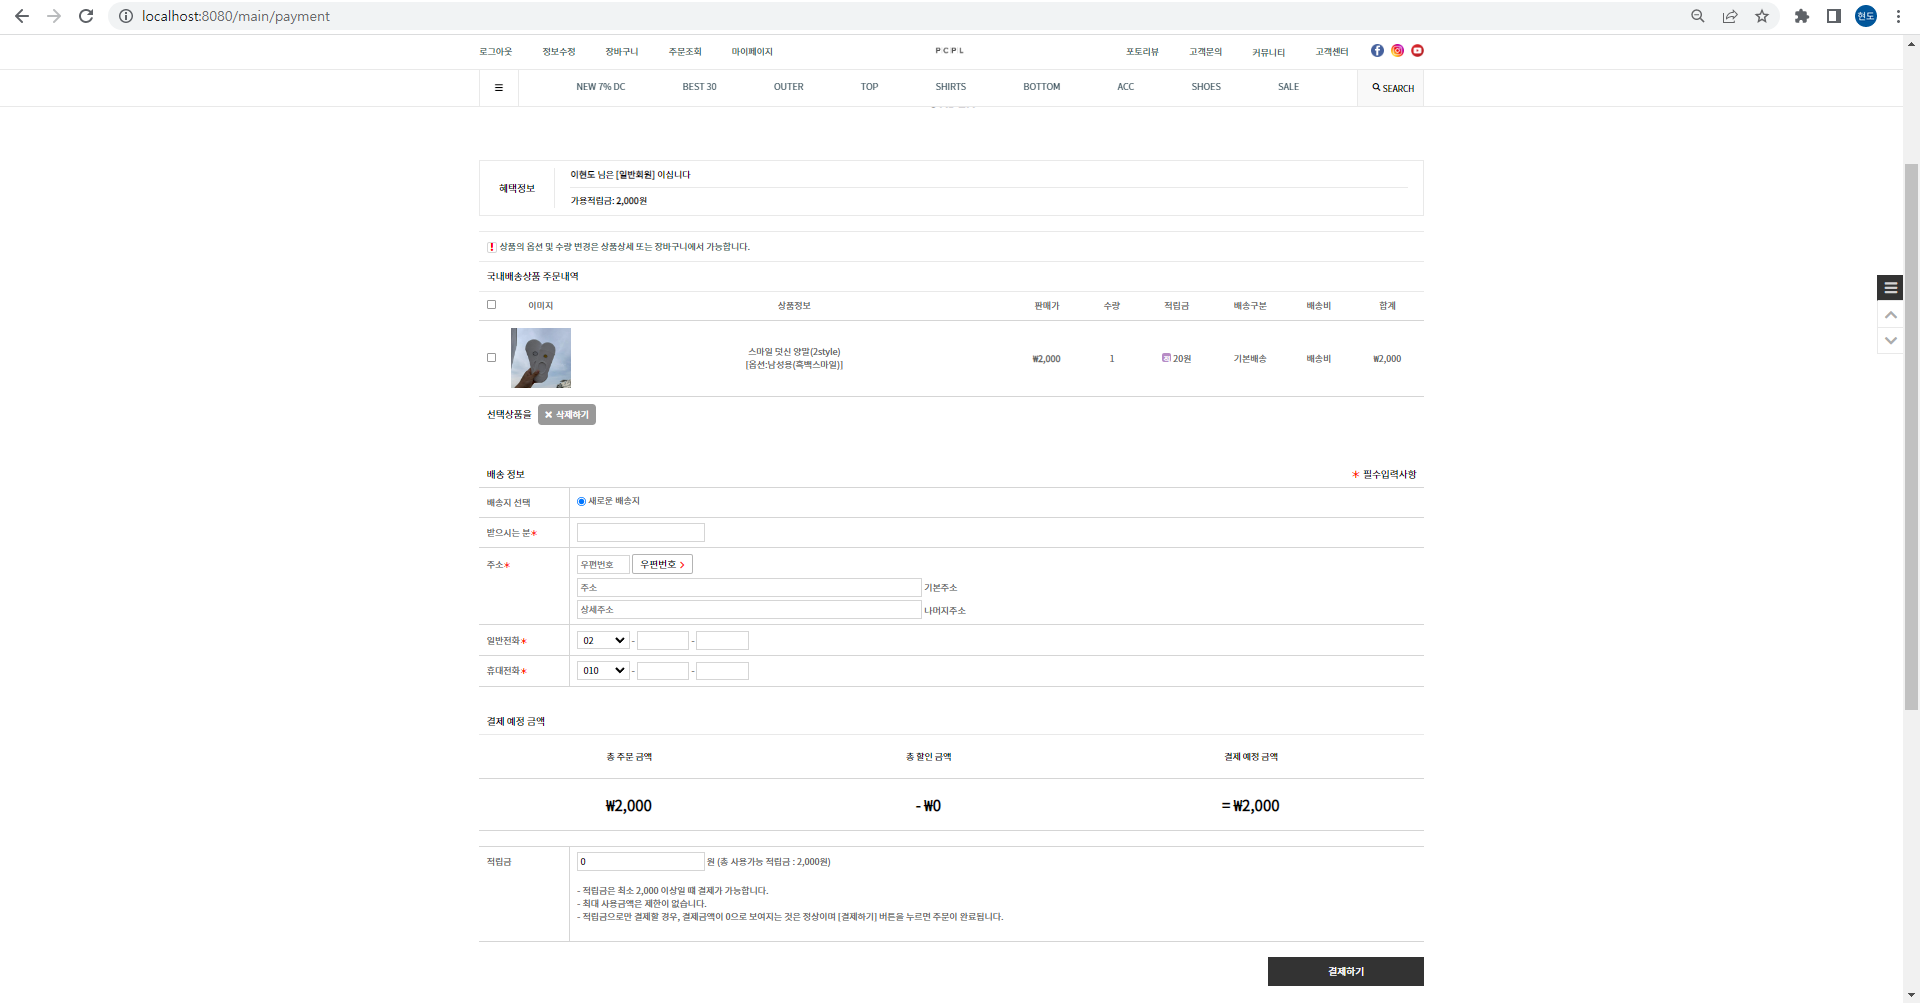 localhost:8080/main/payment
현도
로그아웃 정보수정 장바구니 주문조회 마이페이지 PCPL 포토리뷰 고객문의 커뮤니티 고객센터
NEW 7% DC BEST 30 OUTER TOP SHIRTS BOTTOM ACC SHOES SALE SEARCH
혜택정보
이현도 님은 [일반회원] 이십니다
가용적립금: 2,000원
상품의 옵션 및 수량 변경은 상품상세 또는 장바구니에서 가능합니다.
국내배송상품 주문내역
이미지 상품정보 판매가 수량 적립금 배송구분 배송비 합계
스마일 덧신 양말(2style)
[옵션:남성용(흑백스마일)]
₩2,000 1 적 20원 기본배송 배송비 ₩2,000
선택상품을 ✖ 삭제하기
배송 정보 * 필수입력사항
배송지 선택 새로운 배송지
받으시는 분*
주소* 우편번호 우편번호 >
주소 기본주소
상세주소 나머지주소
일반전화* 02 - -
휴대전화* 010 - -
결제 예정 금액
총 주문 금액 총 할인 금액 결제 예정 금액
₩2,000 - ₩0 = ₩2,000
적립금 0 원 (총 사용가능 적립금 : 2,000원)
- 적립금은 최소 2,000 이상일 때 결제가 가능합니다.
- 최대 사용금액은 제한이 없습니다.
- 적립금으로만 결제할 경우, 결제금액이 0으로 보여지는 것은 정상이며 [결제하기] 버튼을 누르면 주문이 완료됩니다.
결제하기